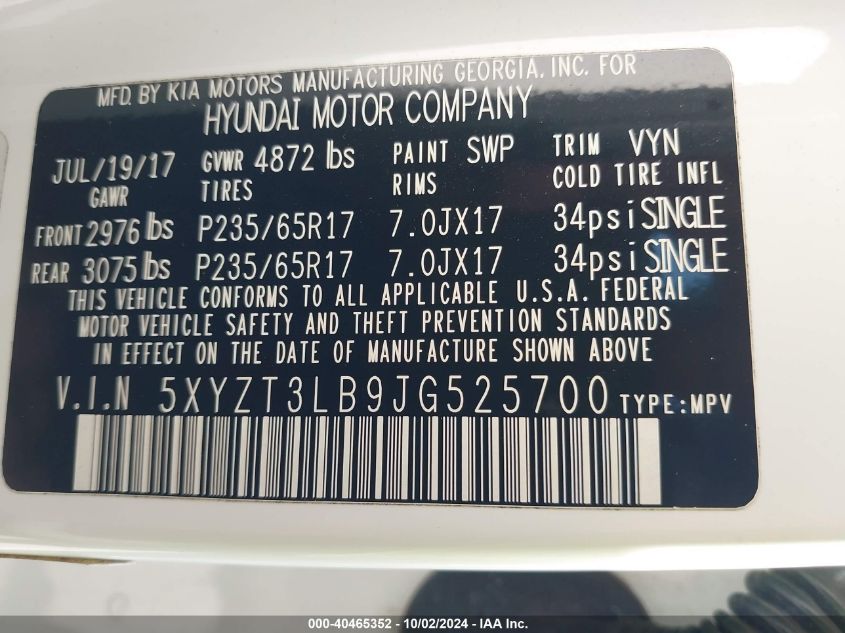 MFD. BY KIA MOTORS MANUFACTURING GEORGIA, INC. FOR
HYUNDAI MOTOR COMPANY
JUL/19/17 GVWR 4872 lbs PAINT SWP TRIM VYN
GAWR TIRES RIMS COLD TIRE INFL
FRONT 2976 lbs P235/65R17 7.0JX17 34psi SINGLE
REAR 3075 lbs P235/65R17 7.0JX17 34psi SINGLE
THIS VEHICLE CONFORMS TO ALL APPLICABLE U.S.A. FEDERAL
MOTOR VEHICLE SAFETY AND THEFT PREVENTION STANDARDS
IN EFFECT ON THE DATE OF MANUFACTURE SHOWN ABOVE
V.I.N 5XYZT3LB9JG525700 TYPE:MPV
000-40465352 - 10/02/2024 - IAA Inc.